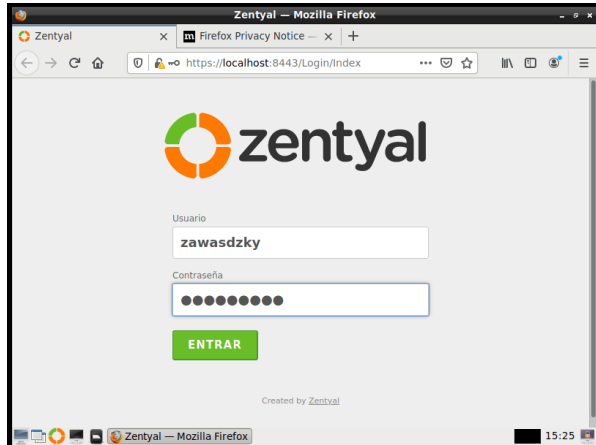 Zentyal — Mozilla Firefox
Zentyal
Firefox Privacy Notice —
https://localhost:8443/Login/Index
zentyal
Usuario
zawasdzky
Contraseña
●●●●●●●●●
ENTRAR
Created by Zentyal
Zentyal — Mozilla Firefox
15:25